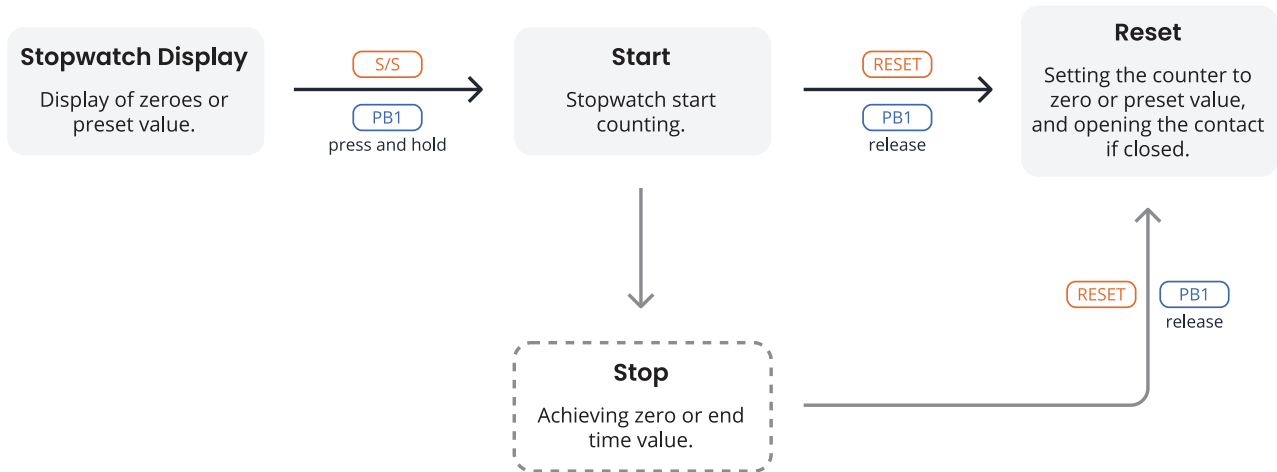 Stopwatch Display
Display of zeroes or
preset value.
S/S
PB1
press and hold
Start
Stopwatch start
counting.
RESET
PB1
release
Reset
Setting the counter to
zero or preset value,
and opening the contact
if closed.
RESET
PB1
release
Stop
Achieving zero or end
time value.